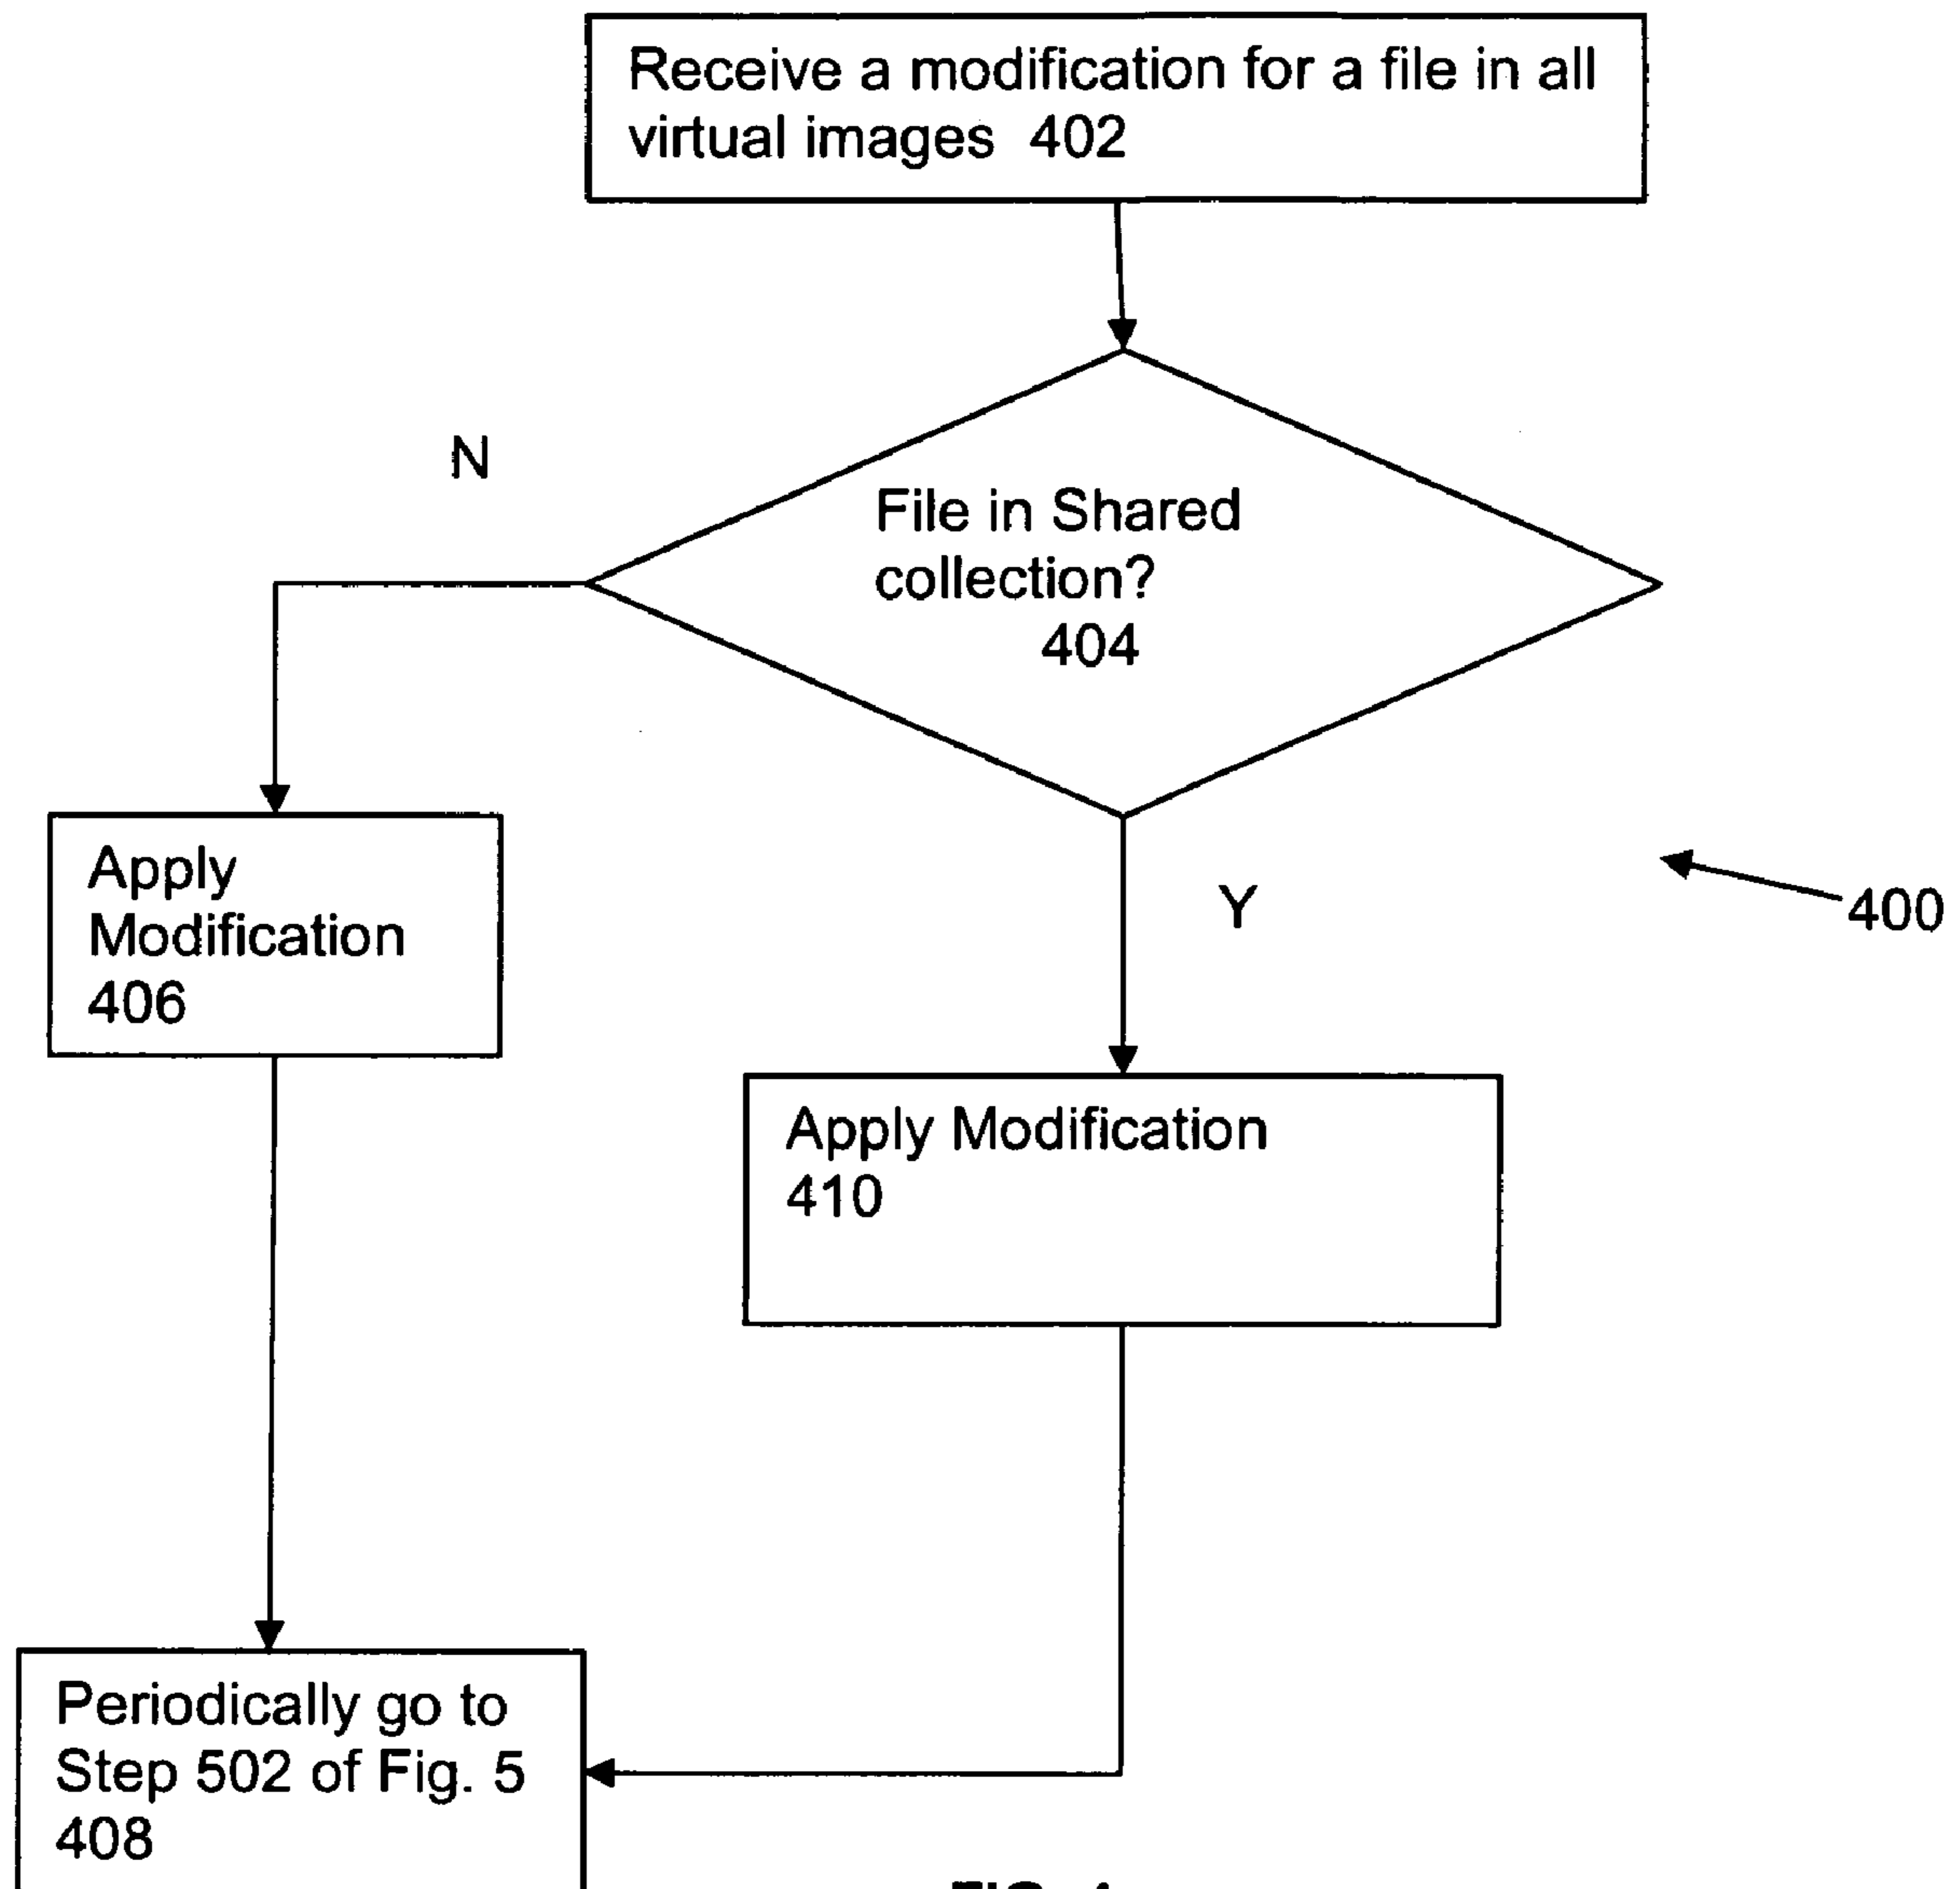 Receive a modification for a file in all
virtual images 402
N
File in Shared
collection?
404
Apply
Modification
406
Y
400
Apply Modification
410
Periodically go to
Step 502 of Fig. 5
408